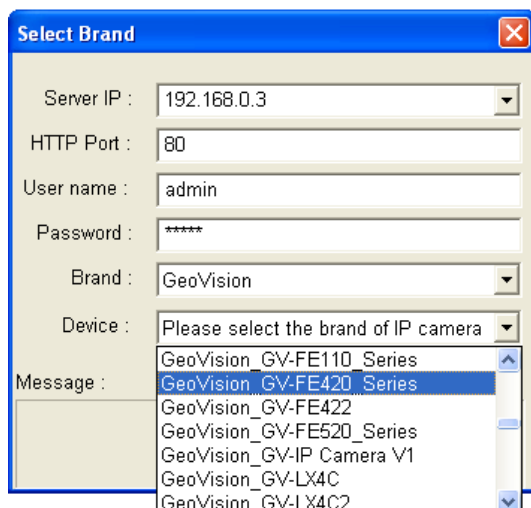 Select Brand
Server IP : 192.168.0.3
HTTP Port : 80
User name : admin
Password : *****
Brand : GeoVision
Device : Please select the brand of IP camera
GeoVision_GV-FE110_Series
GeoVision_GV-FE420_Series
Message :
GeoVision_GV-FE422
GeoVision_GV-FE520_Series
GeoVision_GV-IP Camera V1
GeoVision_GV-LX4C
GeoVision_GV-LX4C2